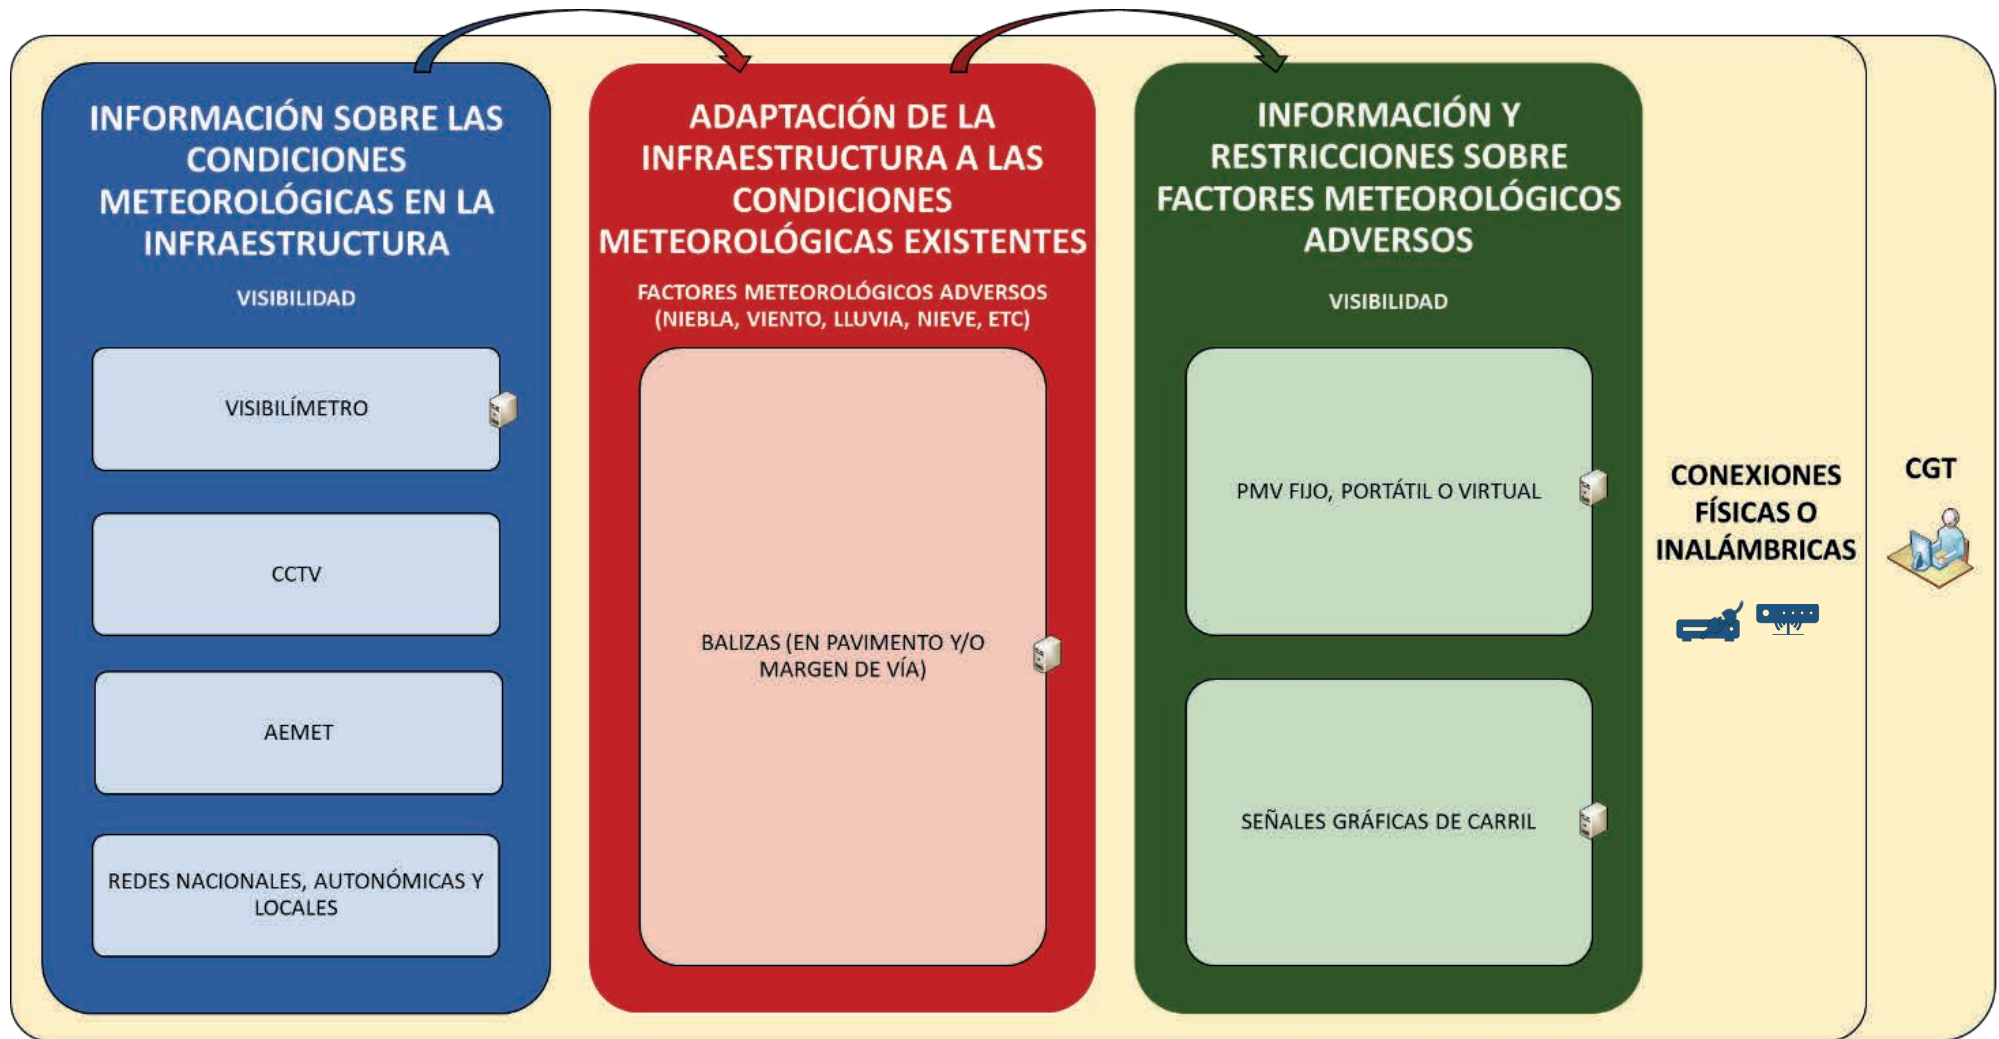 INFORMACIÓN SOBRE LAS
CONDICIONES
METEOROLÓGICAS EN LA
INFRAESTRUCTURA
VISIBILIDAD
VISIBILÍMETRO
CCTV
AEMET
REDES NACIONALES, AUTONÓMICAS Y
LOCALES
ADAPTACIÓN DE LA
INFRAESTRUCTURA A LAS
CONDICIONES
METEOROLÓGICAS EXISTENTES
FACTORES METEOROLÓGICOS ADVERSOS
(NIEBLA, VIENTO, LLUVIA, NIEVE, ETC)
BALIZAS (EN PAVIMENTO Y/O
MARGEN DE VÍA)
INFORMACIÓN Y
RESTRICCIONES SOBRE
FACTORES METEOROLÓGICOS
ADVERSOS
VISIBILIDAD
PMV FIJO, PORTÁTIL O VIRTUAL
SEÑALES GRÁFICAS DE CARRIL
CONEXIONES
FÍSICAS O
INALÁMBRICAS
CGT